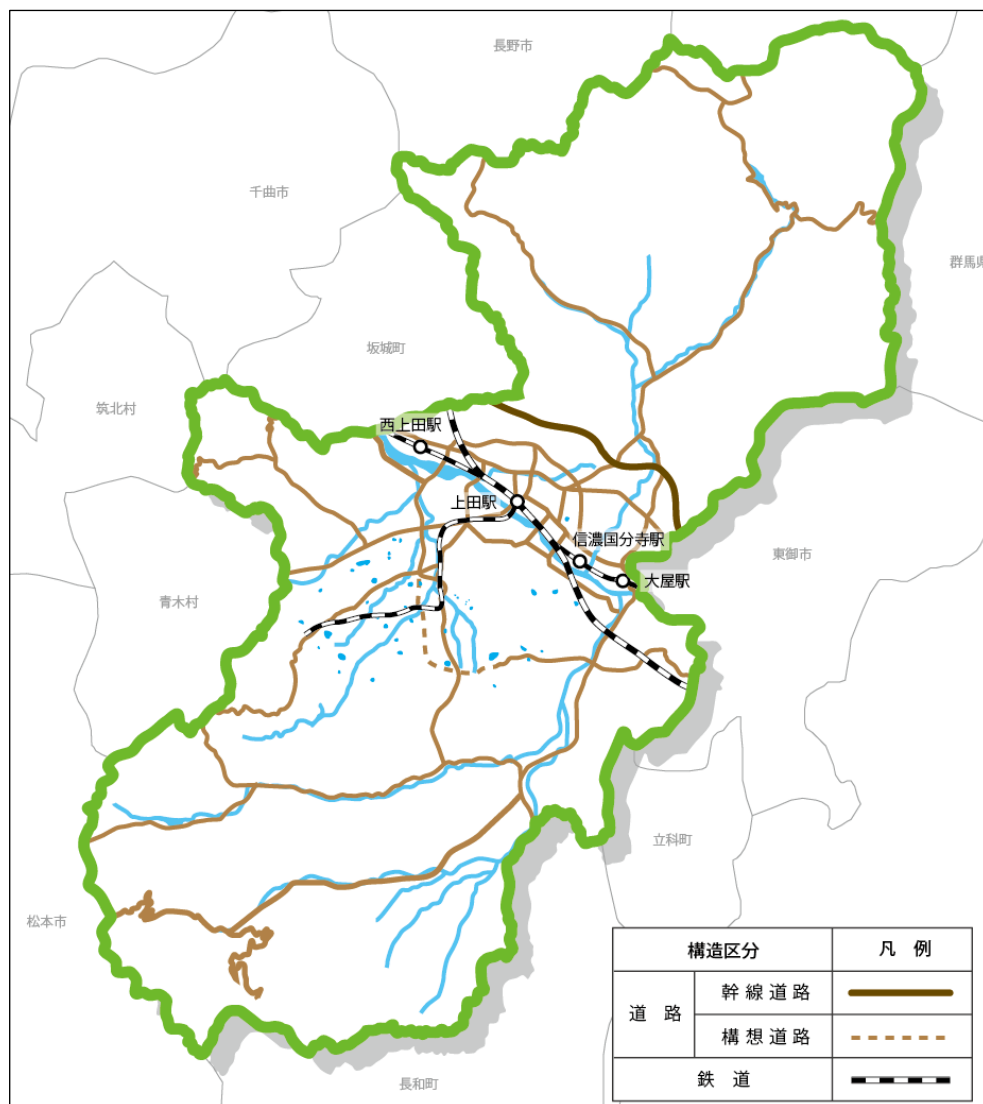 長野市
千曲市
群馬県
坂城町
筑北村
西上田駅
上田駅
信濃国分寺駅
東御市
大屋駅
青木村
立科町
松本市
長和町
構造区分
凡 例
道 路
幹線道路
構想道路
鉄 道